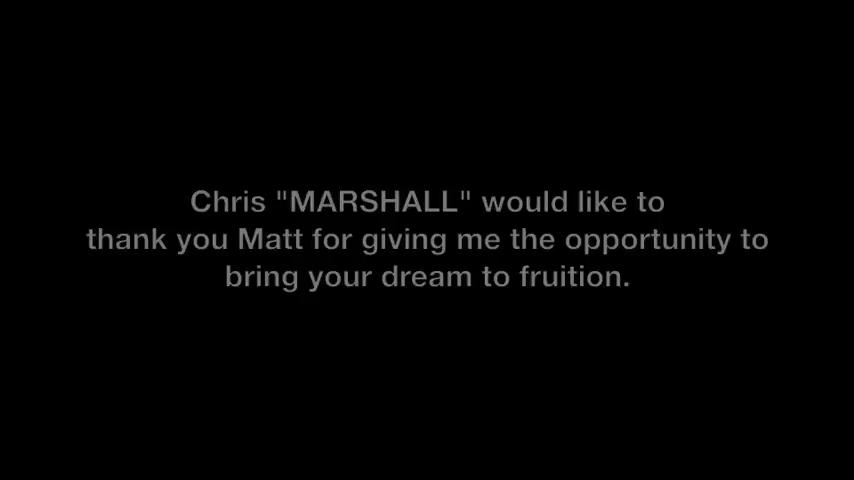 Chris "MARSHALL" would like to
thank you Matt for giving me the opportunity to
bring your dream to fruition.